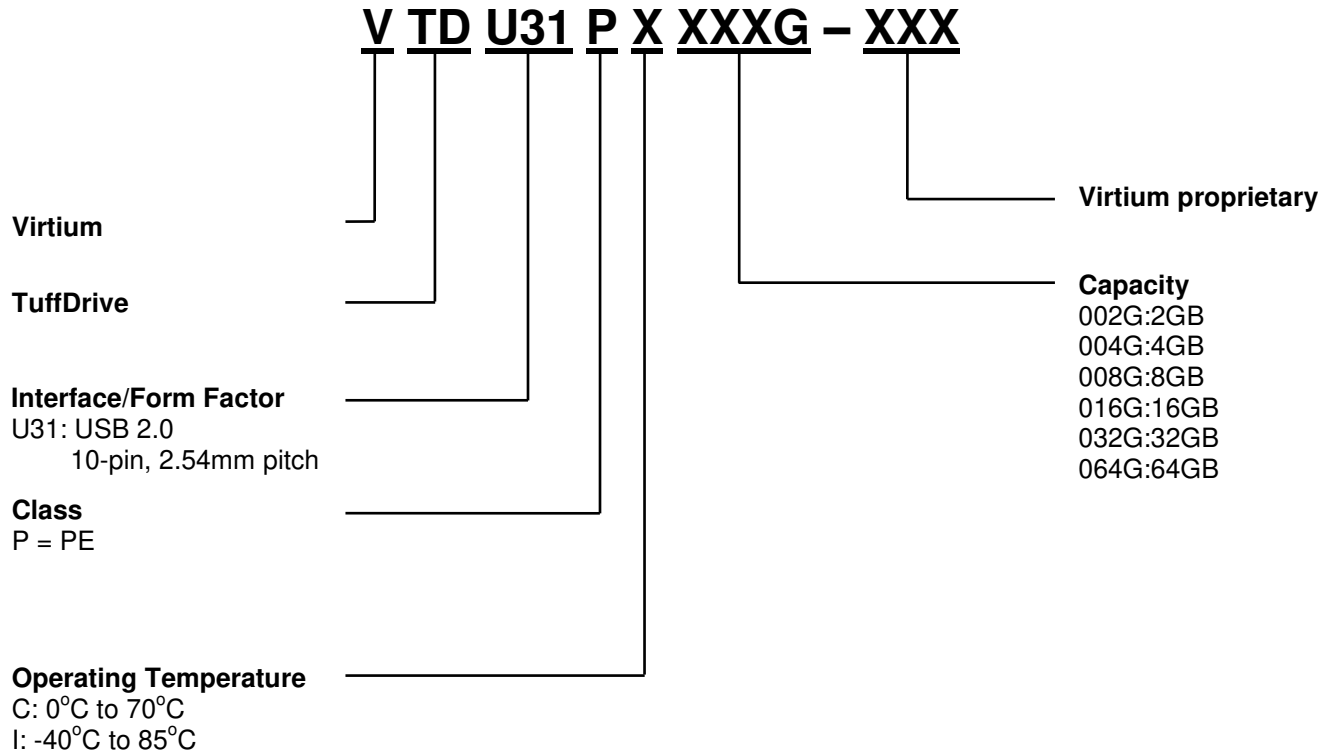 V TD U31 P X XXXG – XXX
Virtium
TuffDrive
Interface/Form Factor
U31: USB 2.0
10-pin, 2.54mm pitch
Class
P = PE
Operating Temperature
C: 0°C to 70°C
I: -40°C to 85°C
Virtium proprietary
Capacity
002G:2GB
004G:4GB
008G:8GB
016G:16GB
032G:32GB
064G:64GB